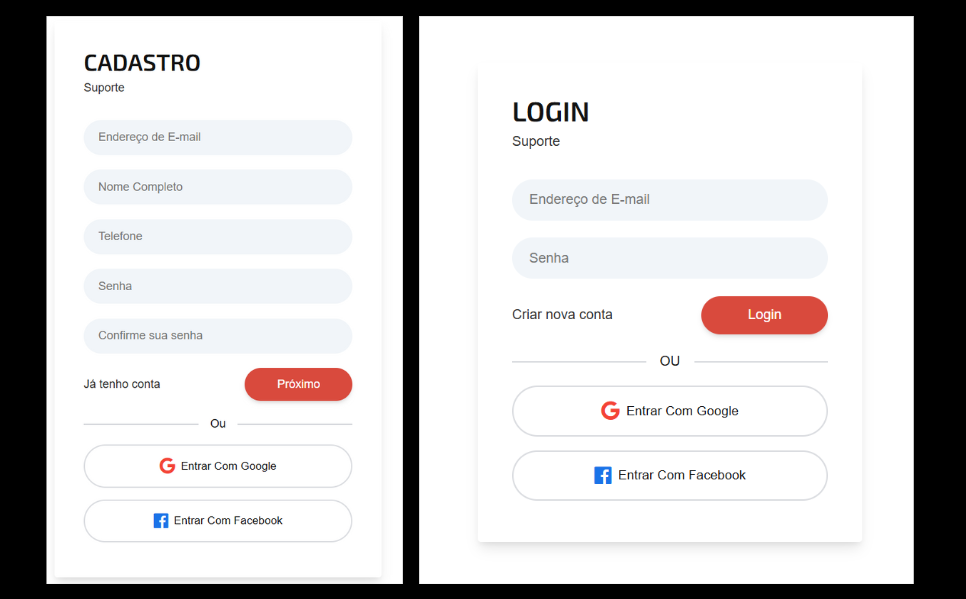 CADASTRO
Suporte
Endereço de E-mail
Nome Completo
Telefone
Senha
Confirme sua senha
Já tenho conta
Próximo
Ou
Entrar Com Google
Entrar Com Facebook
LOGIN
Suporte
Endereço de E-mail
Senha
Criar nova conta
Login
OU
Entrar Com Google
Entrar Com Facebook